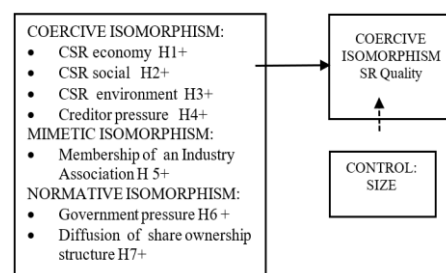 COERCIVE ISOMORPHISM:
• CSR economy H1+
• CSR social H2+
• CSR environment H3+
• Creditor pressure H4+
MIMETIC ISOMORPHISM:
• Membership of an Industry
Association H 5+
NORMATIVE ISOMORPHISM:
• Government pressure H6 +
• Diffusion of share ownership
structure H7+
COERCIVE
ISOMORPHISM
SR Quality
CONTROL:
SIZE